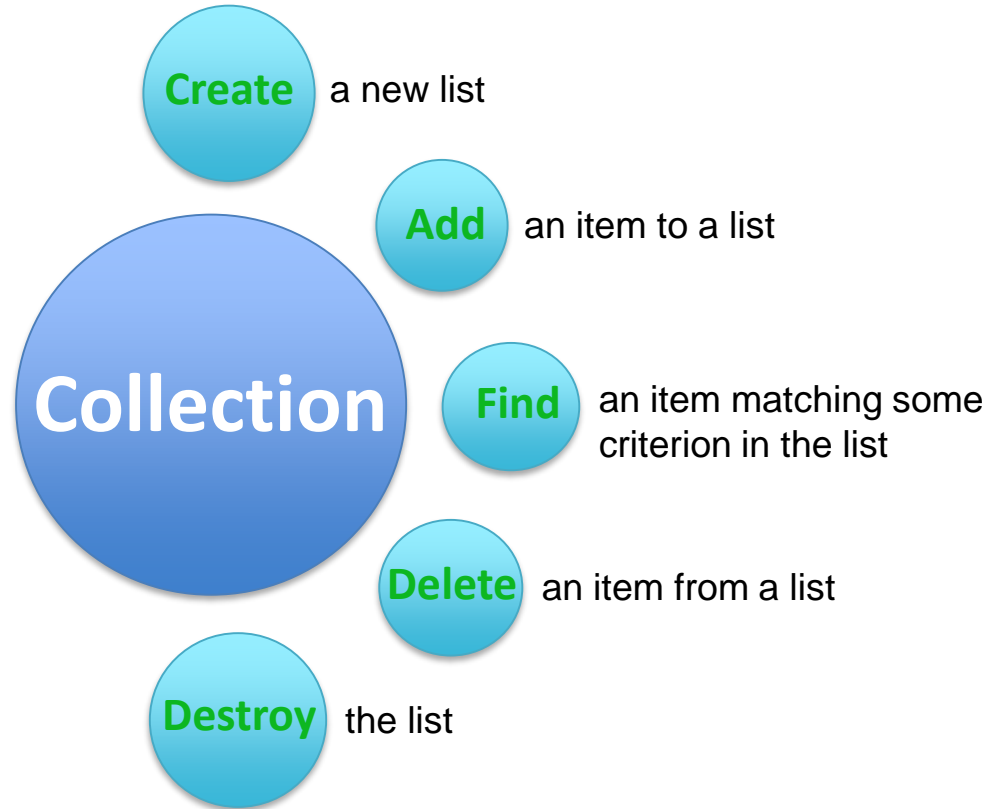 Create a new list
Add an item to a list
Collection
Find an item matching some
criterion in the list
Delete an item from a list
Destroy the list